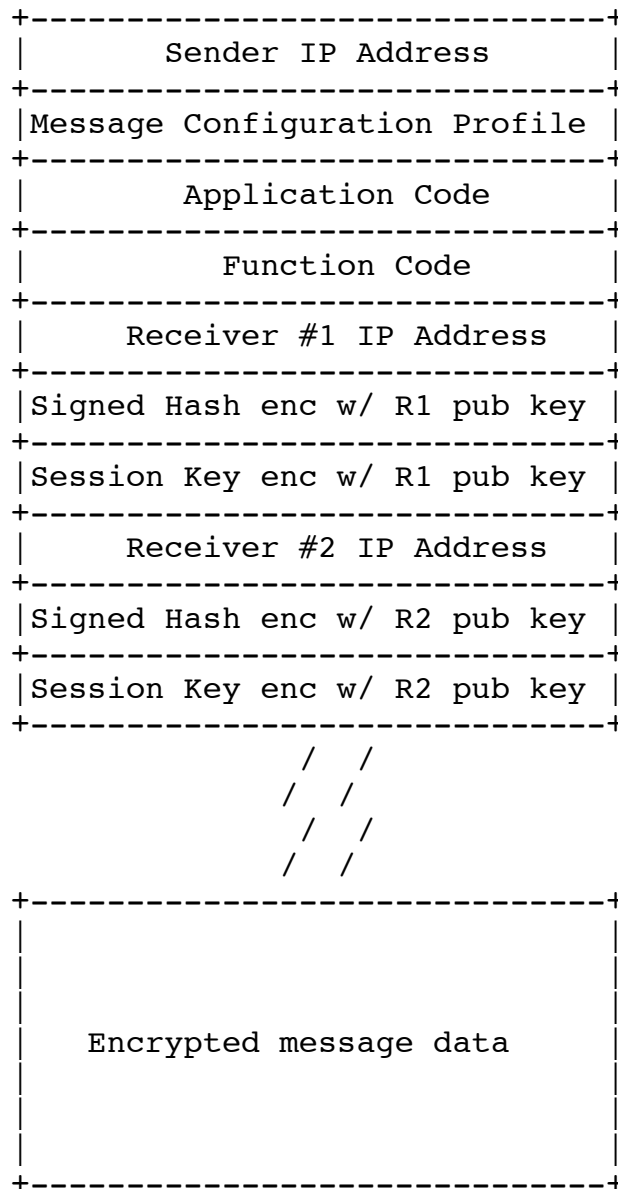 Sender IP Address
Message Configuration Profile
Application Code
Function Code
Receiver #1 IP Address
Signed Hash enc w/ R1 pub key
Session Key enc w/ R1 pub key
Receiver #2 IP Address
Signed Hash enc w/ R2 pub key
Session Key enc w/ R2 pub key
Encrypted message data